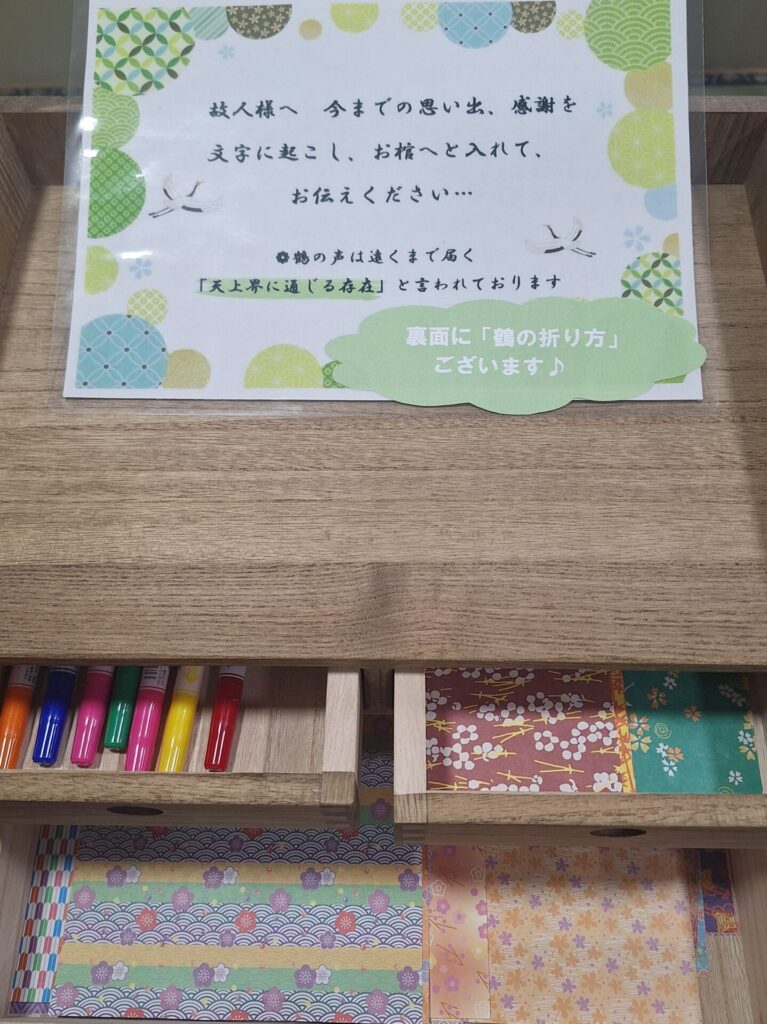 故人様へ　今までの思い出、感謝を
文字に起こし、お棺へと入れて、
お伝えください…
❁鶴の声は遠くまで届く
「天上界に通じる存在」と言われております
裏面に「鶴の折り方」
ございます♪